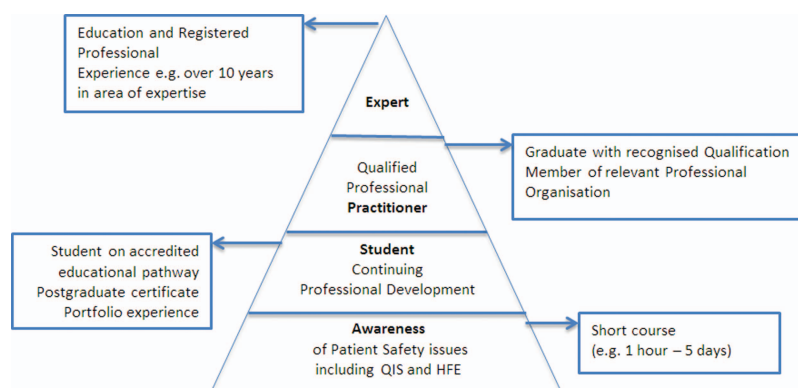 Education and Registered
Professional
Experience e.g. over 10 years
in area of expertise
Expert
Graduate with recognised Qualification
Member of relevant Professional
Organisation
Qualified
Professional
Practitioner
Student on accredited
educational pathway
Postgraduate certificate
Portfolio experience
Student
Continuing
Professional Development
Awareness
of Patient Safety issues
including QIS and HFE
Short course
(e.g. 1 hour – 5 days)